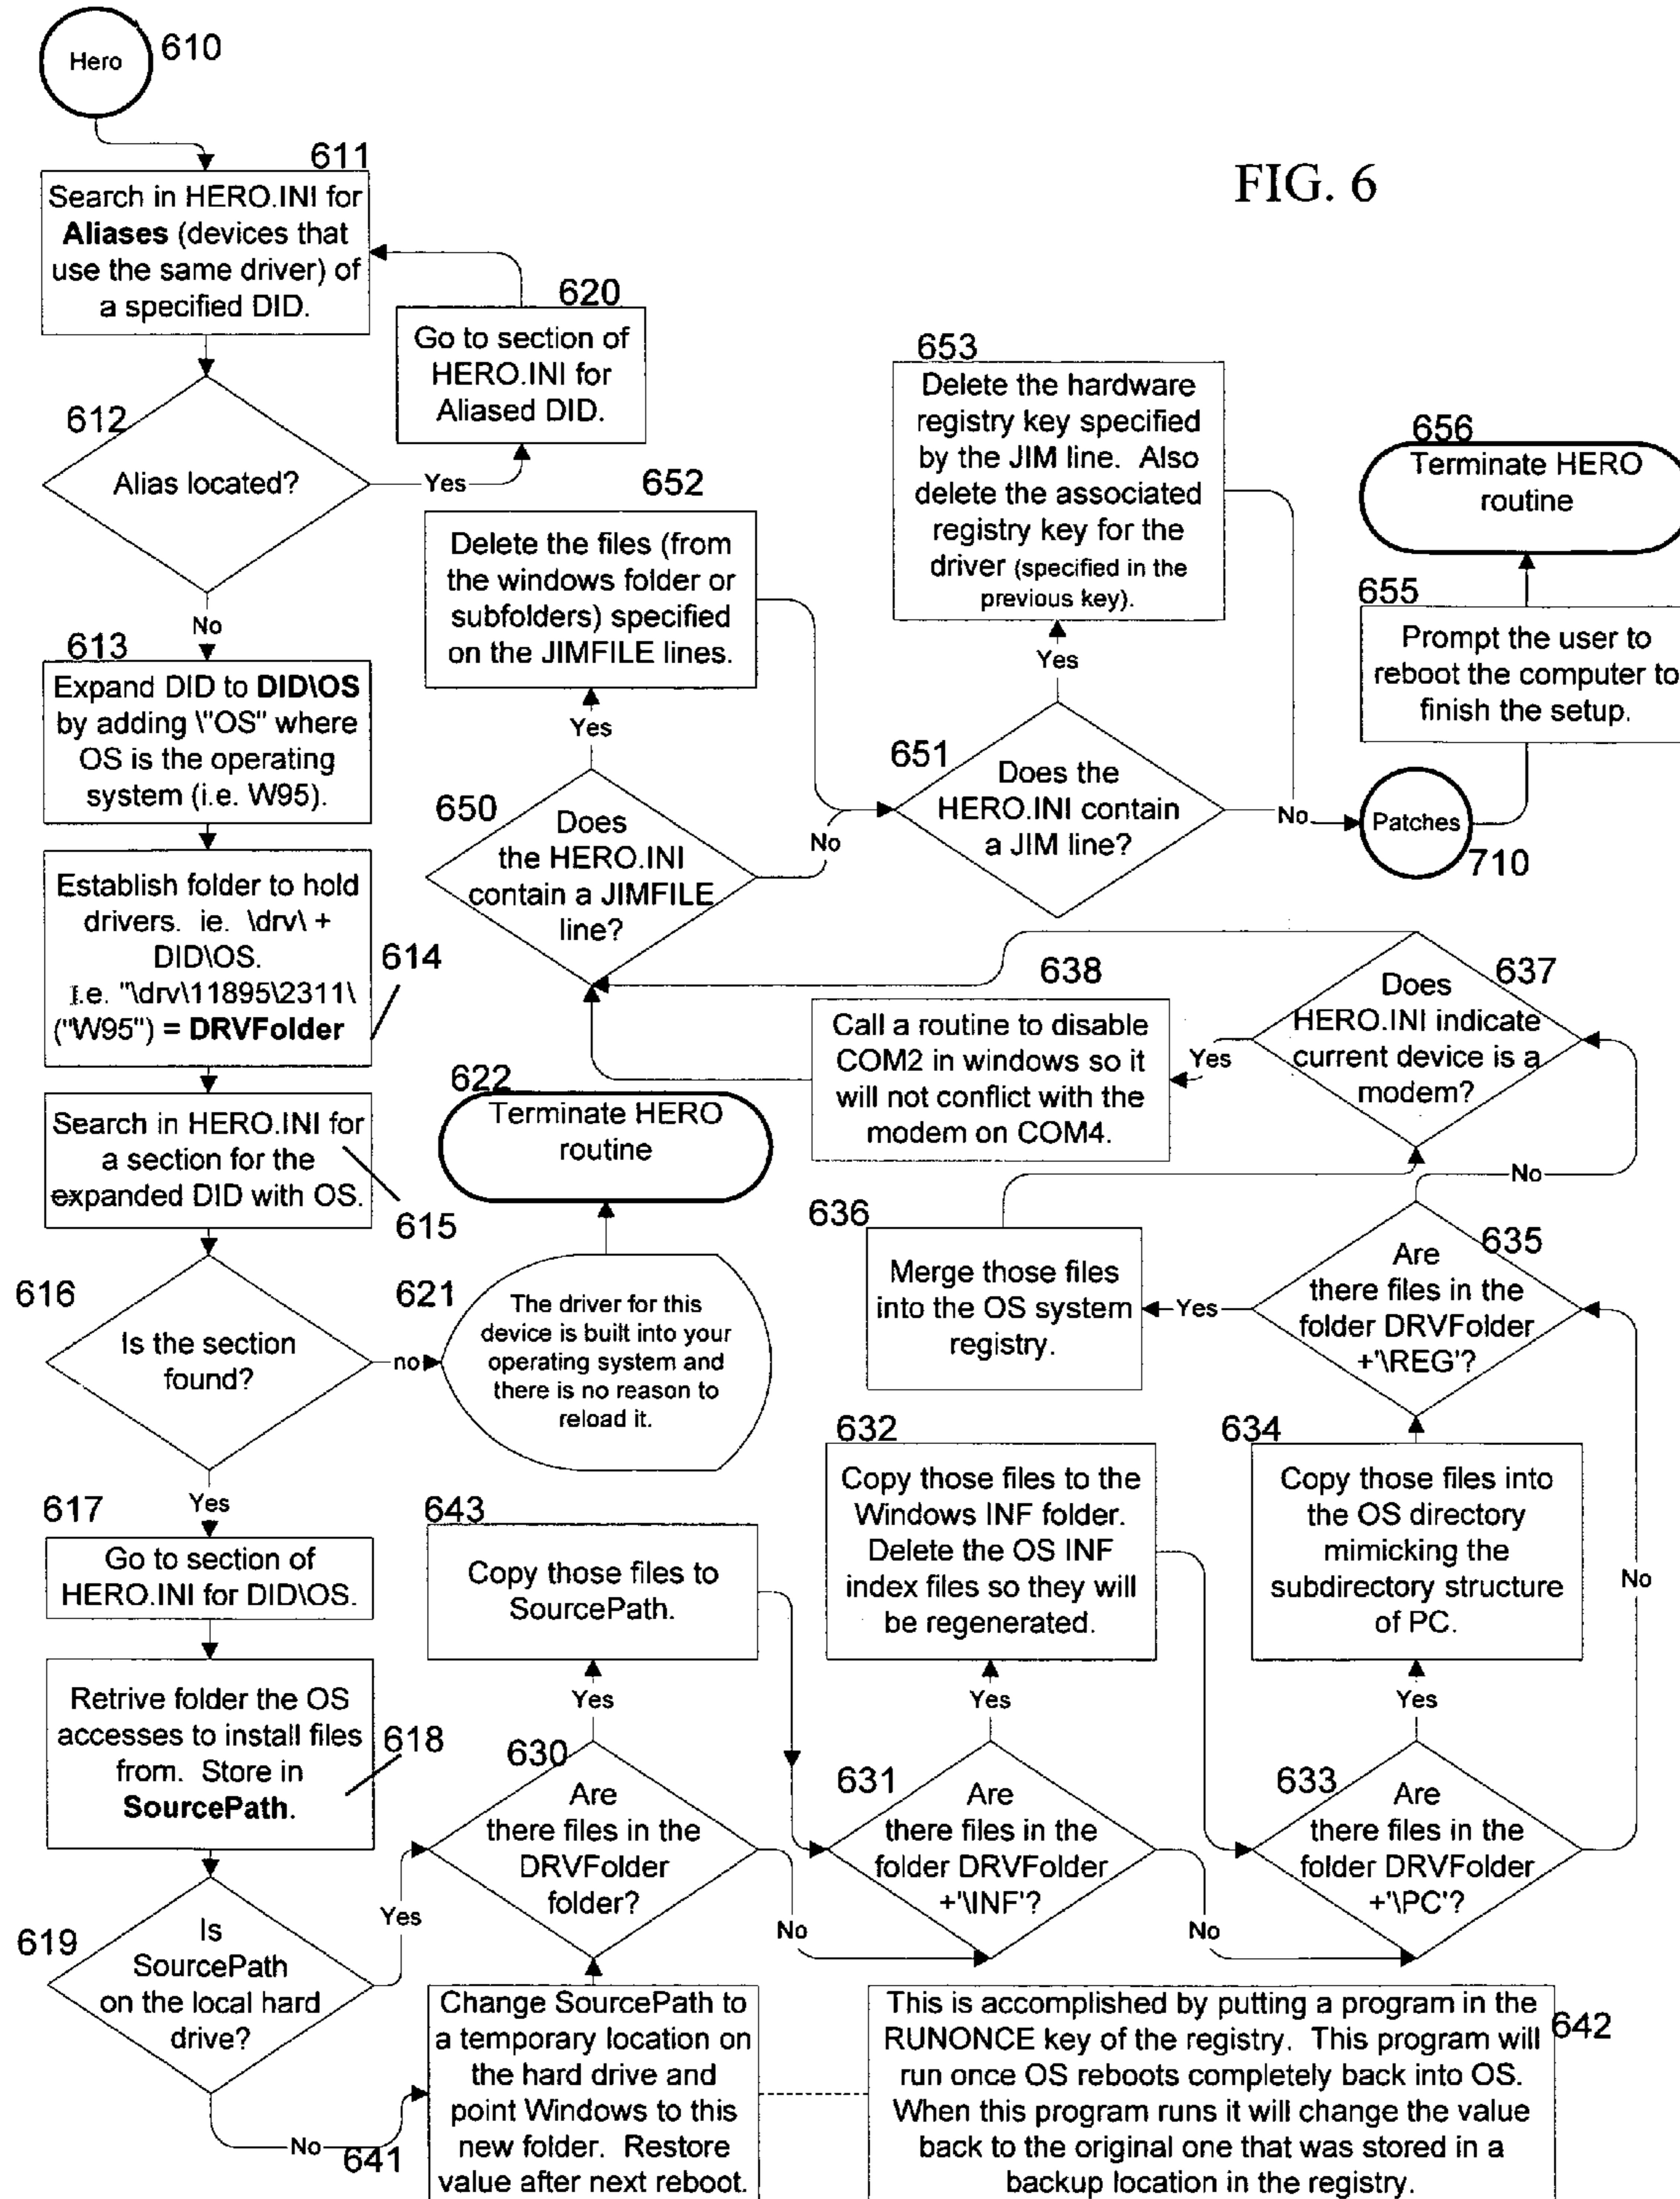 Hero
610
FIG. 6
611
Search in HERO.INI for
Aliases (devices that
use the same driver) of
a specified DID.
620
Go to section of
HERO.INI for
Aliased DID.
612
Alias located?
Yes
No
613
Expand DID to DID\OS
by adding \"OS" where
OS is the operating
system (i.e. W95).
Establish folder to hold
drivers. ie. \drv\ +
DID\OS.
i.e. "\drv\11895\2311\
("W95") = DRVFolder
614
Search in HERO.INI for
a section for the
expanded DID with OS.
615
616
Is the section
found?
no
621
The driver for this
device is built into your
operating system and
there is no reason to
reload it.
622
Terminate HERO
routine
Yes
617
Go to section of
HERO.INI for DID\OS.
Retrive folder the OS
accesses to install files
from. Store in
SourcePath.
618
619
Is
SourcePath
on the local hard
drive?
Yes
No
641
Change SourcePath to
a temporary location on
the hard drive and
point Windows to this
new folder. Restore
value after next reboot.
This is accomplished by putting a program in the
RUNONCE key of the registry. This program will
run once OS reboots completely back into OS.
When this program runs it will change the value
back to the original one that was stored in a
backup location in the registry.
642
630
Are
there files in the
DRVFolder
folder?
Yes
No
643
Copy those files to
SourcePath.
631
Are
there files in the
folder DRVFolder
+'\INF'?
Yes
No
632
Copy those files to the
Windows INF folder.
Delete the OS INF
index files so they will
be regenerated.
633
Are
there files in the
folder DRVFolder
+'\PC'?
Yes
No
634
Copy those files into
the OS directory
mimicking the
subdirectory structure
of PC.
635
Are
there files in the
folder DRVFolder
+'\REG'?
Yes
No
636
Merge those files
into the OS system
registry.
637
Does
HERO.INI indicate
current device is a
modem?
Yes
638
Call a routine to disable
COM2 in windows so it
will not conflict with the
modem on COM4.
650
Does
the HERO.INI
contain a JIMFILE
line?
Yes
No
652
Delete the files (from
the windows folder or
subfolders) specified
on the JIMFILE lines.
651
Does the
HERO.INI contain
a JIM line?
Yes
No
653
Delete the hardware
registry key specified
by the JIM line. Also
delete the associated
registry key for the
driver (specified in the
previous key).
Patches
710
655
Prompt the user to
reboot the computer to
finish the setup.
656
Terminate HERO
routine